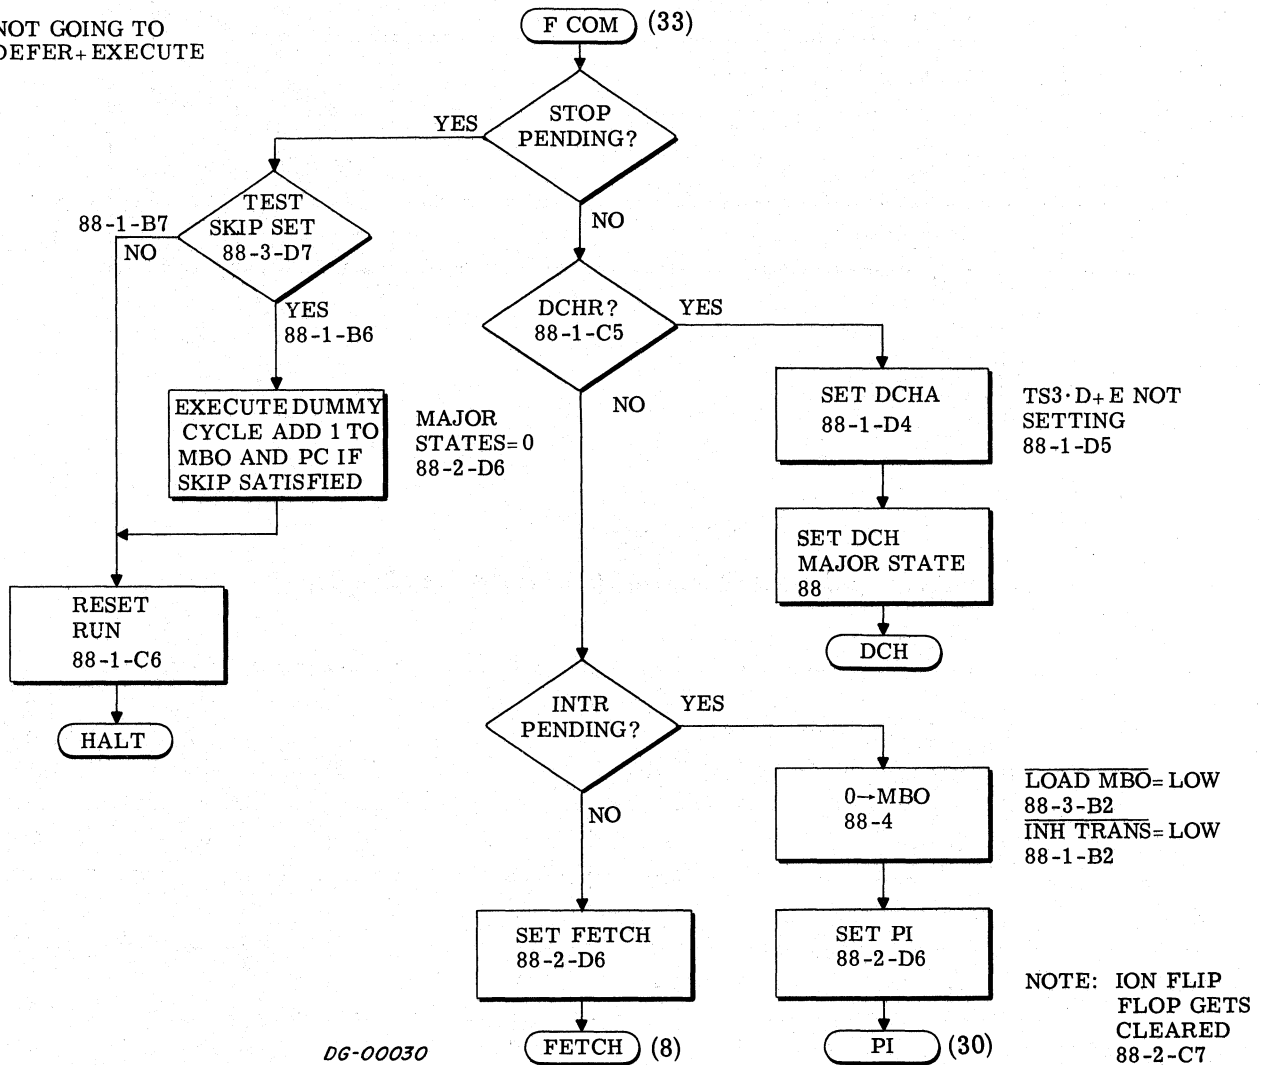 NOT GOING TO
DEFER+EXECUTE
F COM
(33)
STOP
PENDING?
YES
NO
TEST
SKIP SET
88-3-D7
88-1-B7
NO
YES
88-1-B6
EXECUTE DUMMY
CYCLE ADD 1 TO
MBO AND PC IF
SKIP SATISFIED
MAJOR
STATES=0
88-2-D6
RESET
RUN
88-1-C6
HALT
DCHR?
88-1-C5
YES
NO
SET DCHA
88-1-D4
TS3·D+E NOT
SETTING
88-1-D5
SET DCH
MAJOR STATE
88
DCH
INTR
PENDING?
YES
NO
0→MBO
88-4
LOAD MBO=LOW
88-3-B2
INH TRANS=LOW
88-1-B2
SET FETCH
88-2-D6
SET PI
88-2-D6
NOTE: ION FLIP
FLOP GETS
CLEARED
88-2-C7
DG-00030
FETCH
(8)
PI
(30)